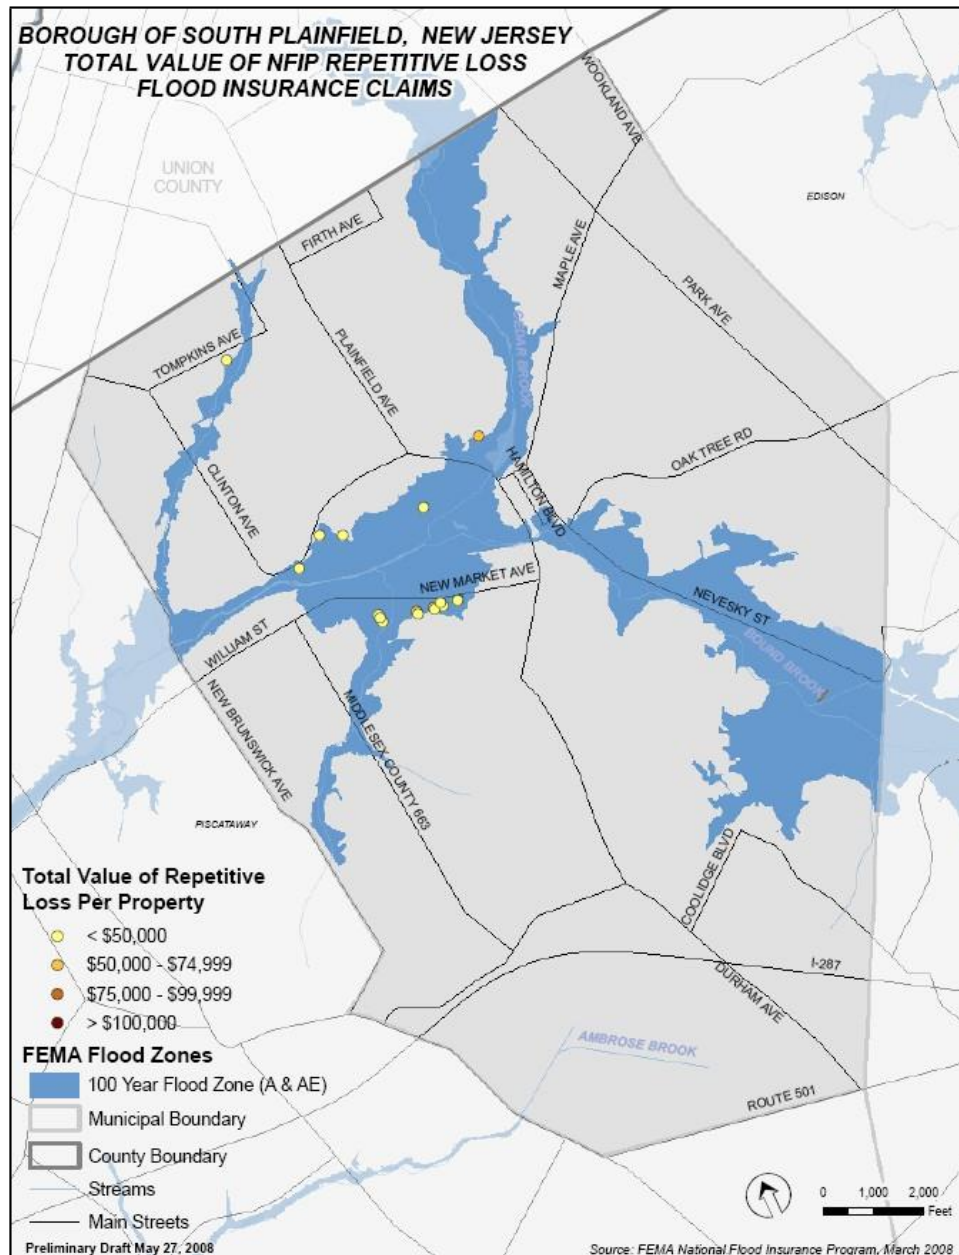 BOROUGH OF SOUTH PLAINFIELD, NEW JERSEY
TOTAL VALUE OF NFIP REPETITIVE LOSS
FLOOD INSURANCE CLAIMS
WOOKLAND AVE
UNION
COUNTY
EDISON
FIRTH AVE
MAPLE AVE
PARK AVE
CEDAR BROOK
TOMPKINS AVE
PLAINFIELD AVE
OAK TREE RD
HAMILTON BLVD
CLINTON AVE
NEW MARKET AVE
NEVESKY ST
WILLIAM ST
BOUND BROOK
NEW BRUNSWICK AVE
MIDDLESEX COUNTY 663
PISCATAWAY
COOLIDGE BLVD
I-287
DURHAM AVE
AMBROSE BROOK
ROUTE 501
Total Value of Repetitive
Loss Per Property
< $50,000
$50,000 - $74,999
$75,000 - $99,999
> $100,000
FEMA Flood Zones
100 Year Flood Zone (A & AE)
Municipal Boundary
County Boundary
Streams
Main Streets
0 1,000 2,000
Feet
Preliminary Draft May 27, 2008
Source: FEMA National Flood Insurance Program, March 2008